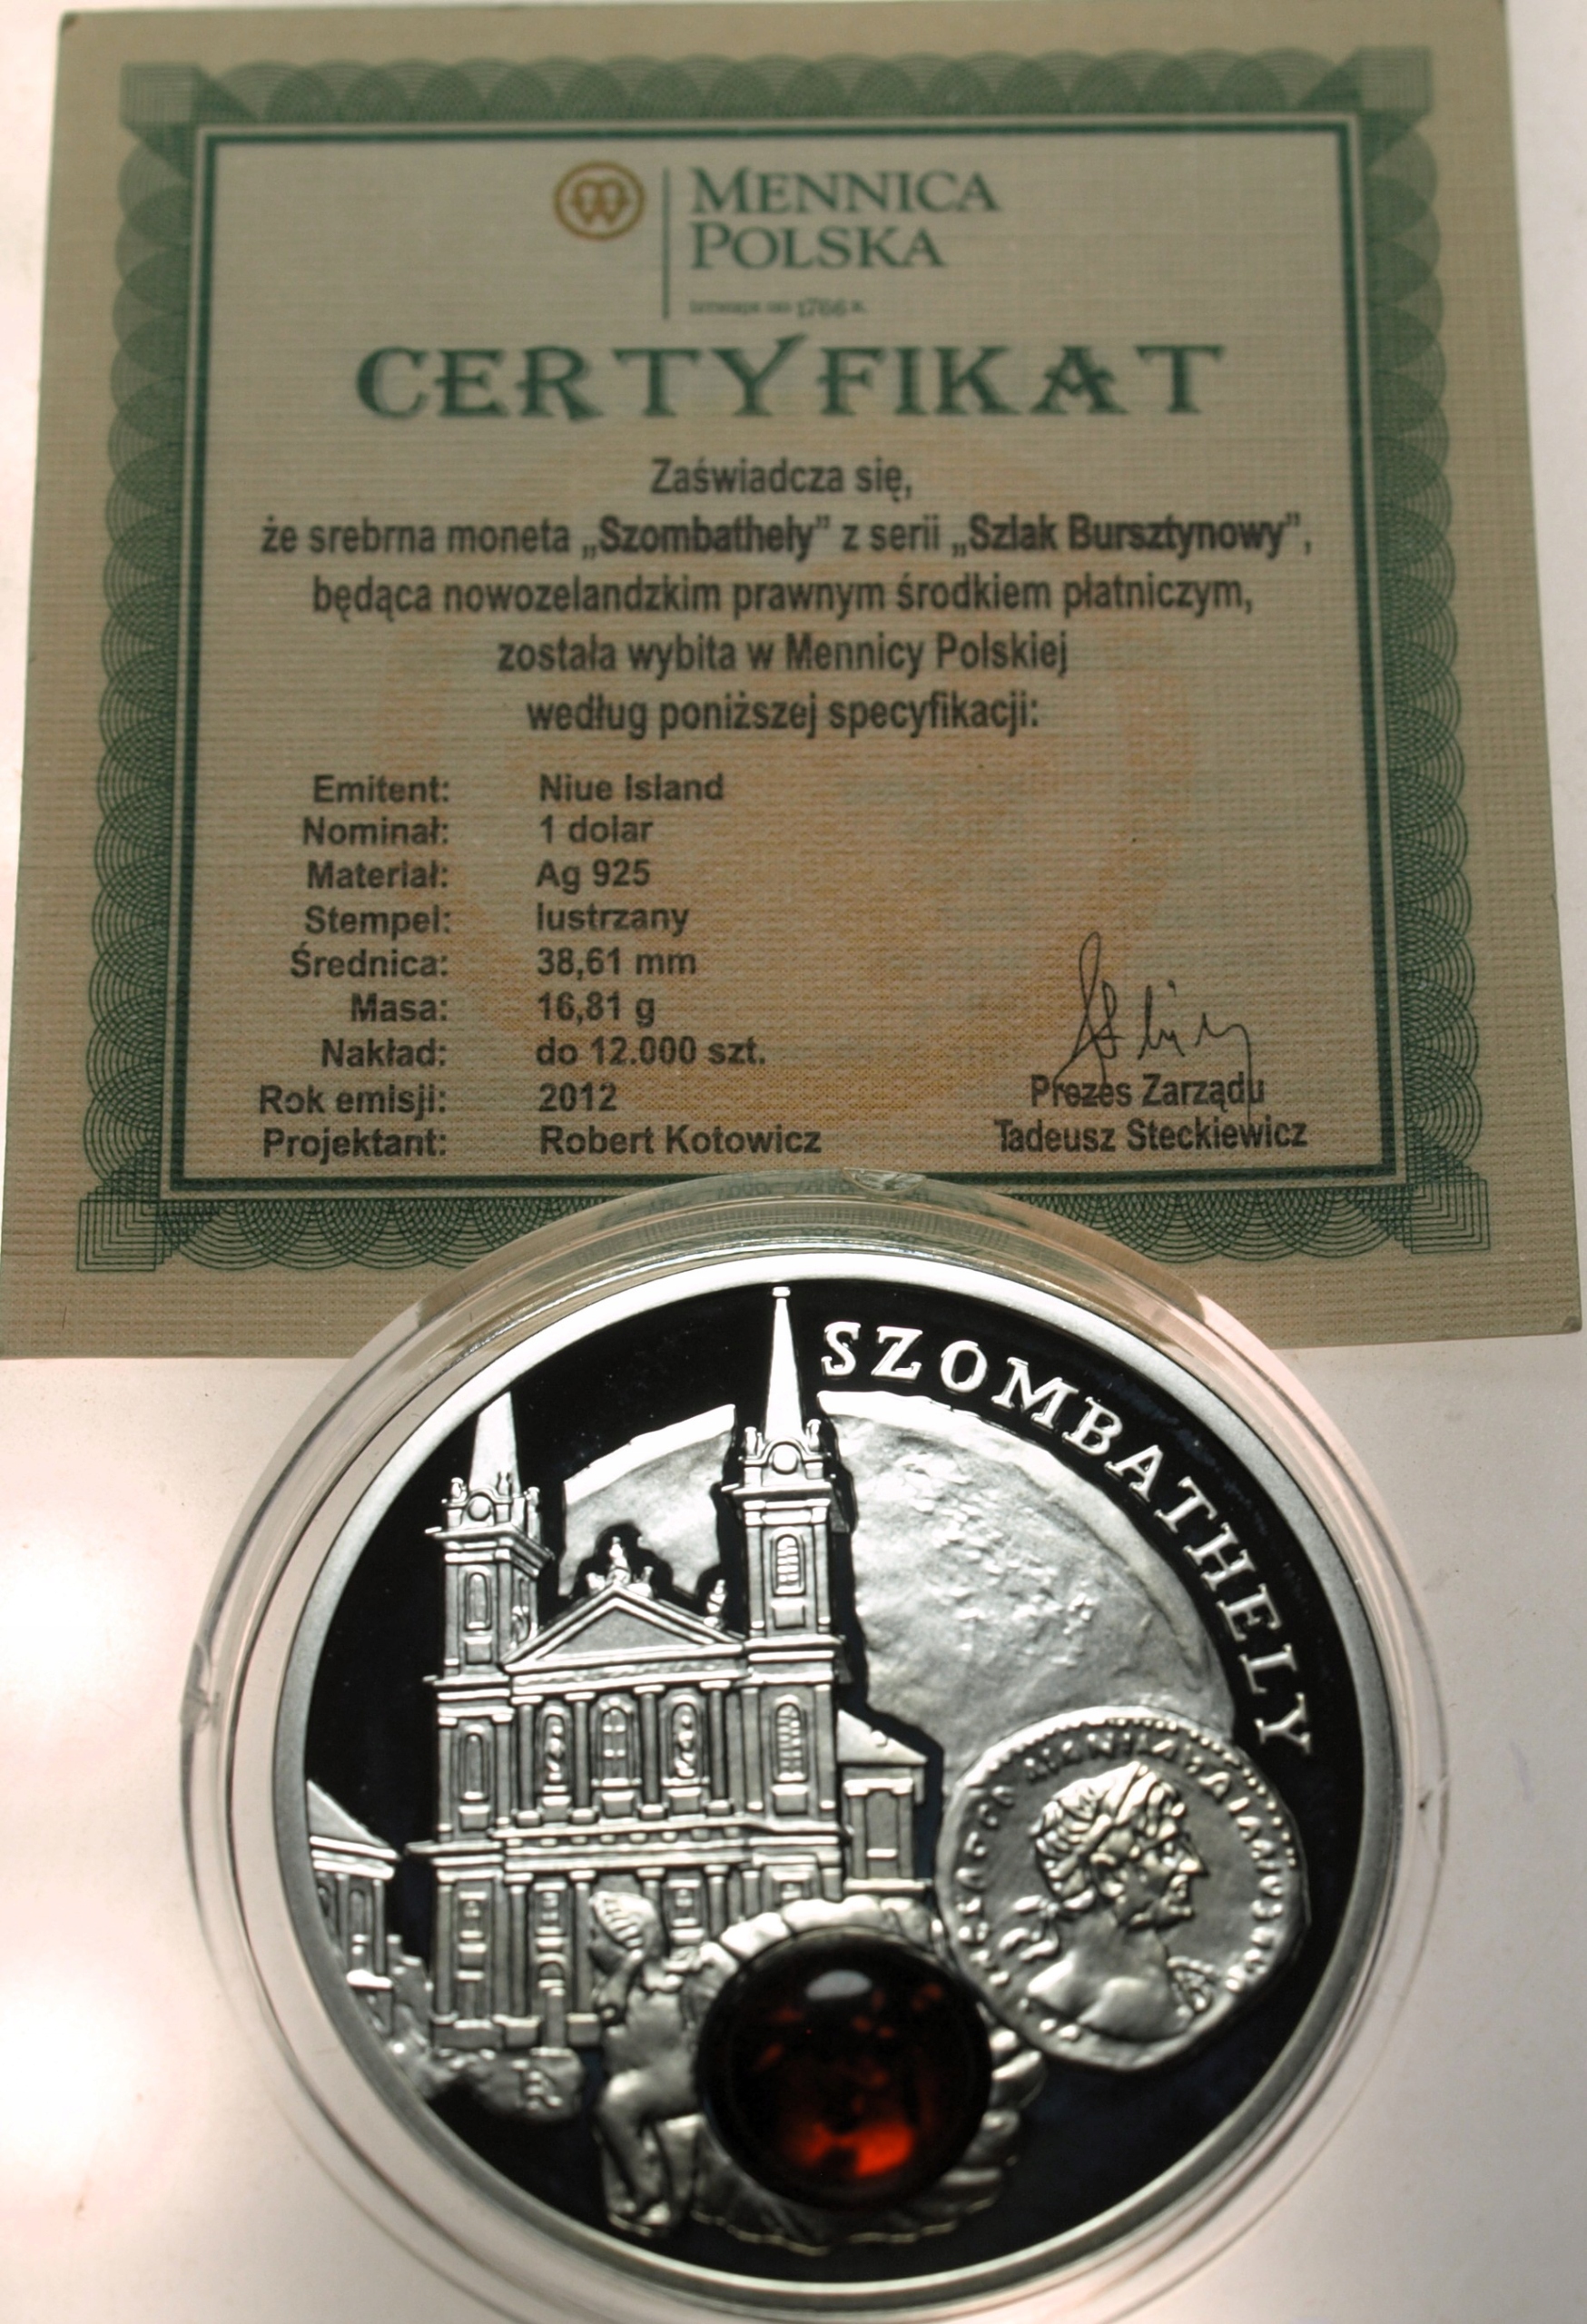 MENNICA
POLSKA
1766 R.
CERTYFIKAT
Zaświadcza się,
że srebrna moneta „Szombathely” z serii „Szlak Bursztynowy”,
będąca nowozelandzkim prawnym środkiem płatniczym,
została wybita w Mennicy Polskiej
według poniższej specyfikacji:
Emitent: Niue Island
Nominał: 1 dolar
Materiał: Ag 925
Stempel: lustrzany
Średnica: 38,61 mm
Masa: 16,81 g
Nakład: do 12.000 szt.
Rok emisji: 2012
Projektant: Robert Kotowicz
Prezes Zarządu
Tadeusz Steckiewicz
SZOMBATHELY